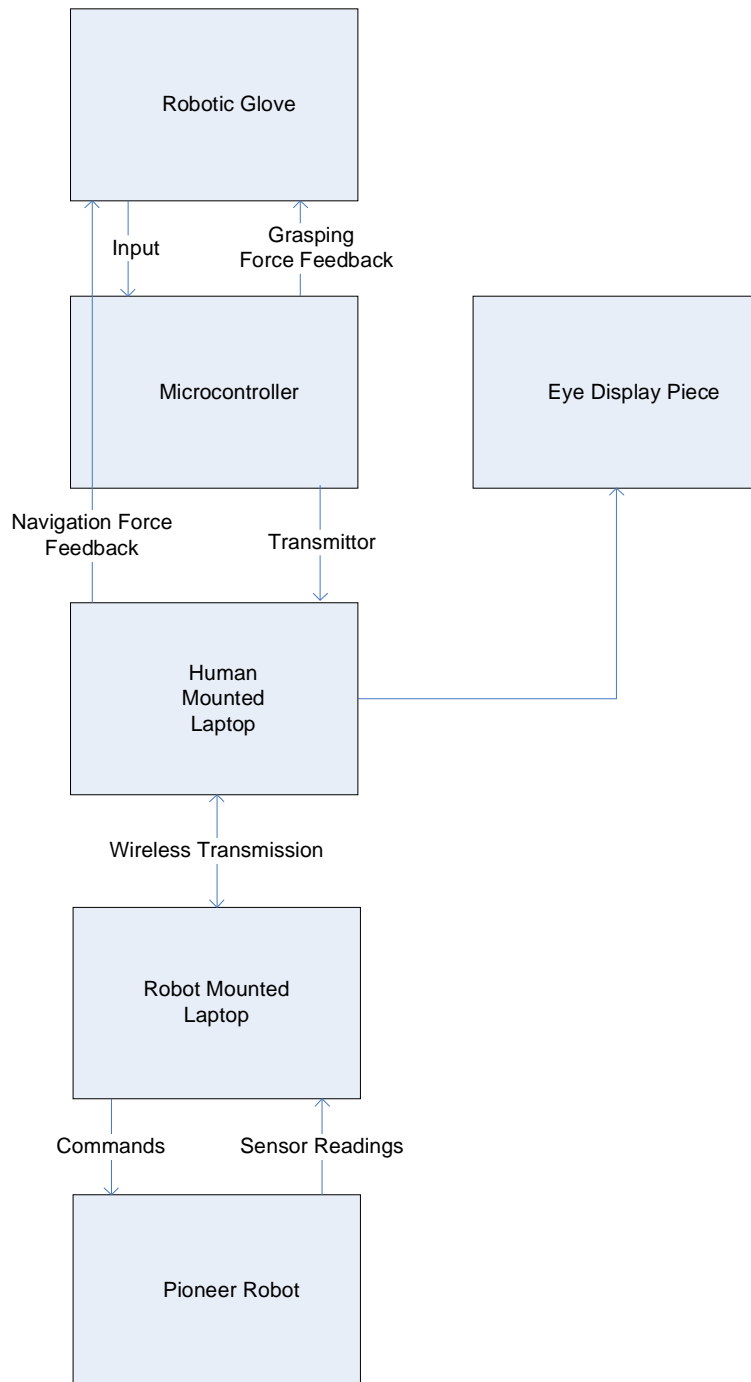 Robotic Glove
Input
Grasping
Force Feedback
Microcontroller
Eye Display Piece
Navigation Force
Feedback
Transmittor
Human
Mounted
Laptop
Wireless Transmission
Robot Mounted
Laptop
Commands
Sensor Readings
Pioneer Robot